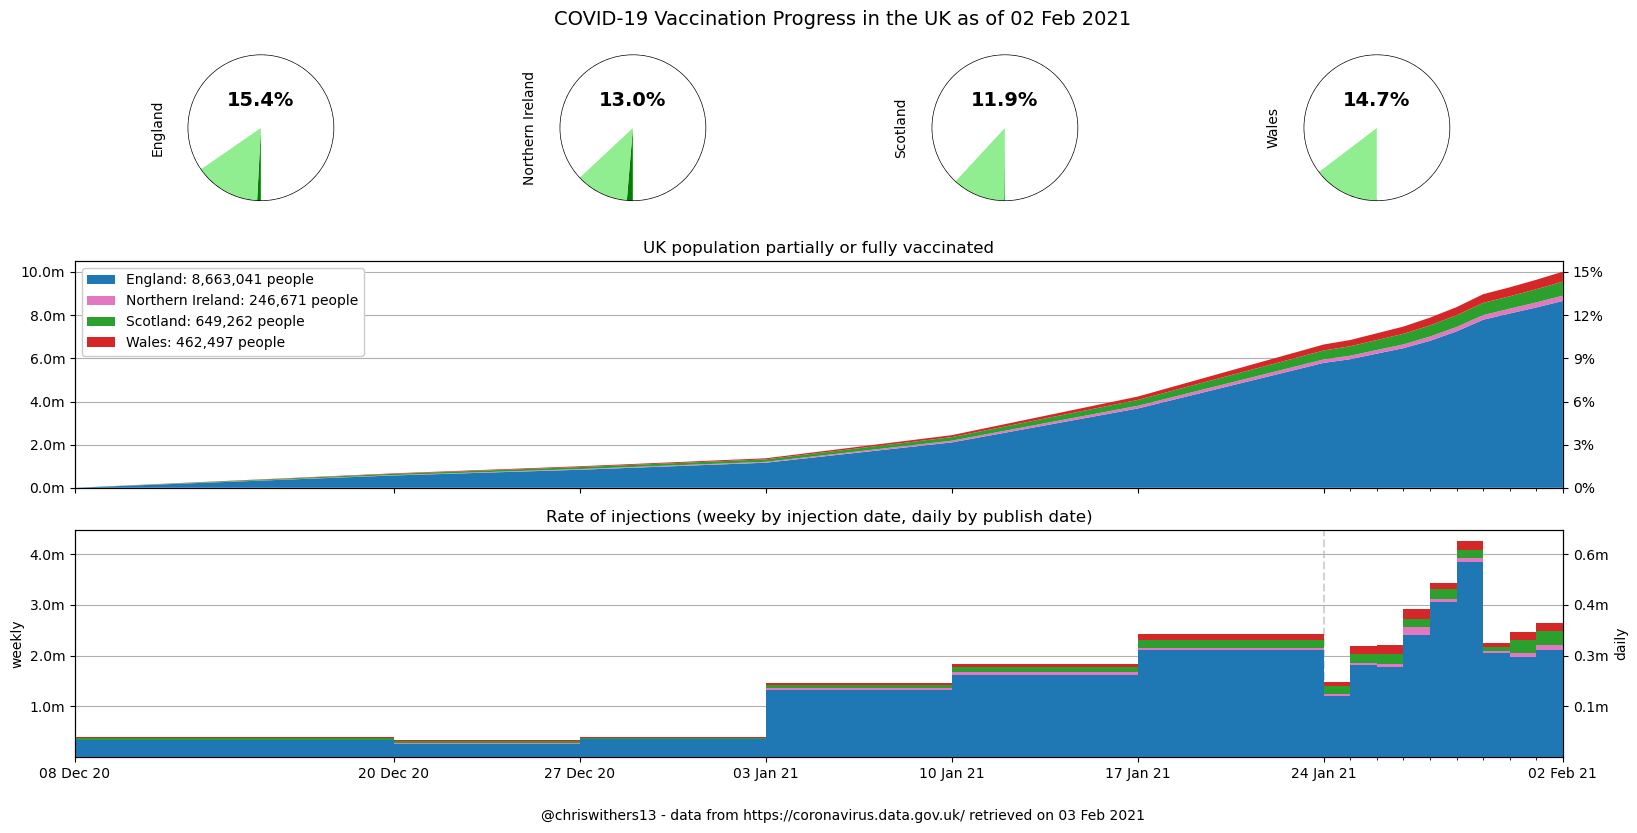 COVID-19 Vaccination Progress in the UK as of 02 Feb 2021
England
15.4%
Northern Ireland
13.0%
Scotland
11.9%
Wales
14.7%
UK population partially or fully vaccinated
England: 8,663,041 people
Northern Ireland: 246,671 people
Scotland: 649,262 people
Wales: 462,497 people
10.0m
8.0m
6.0m
4.0m
2.0m
0.0m
15%
12%
9%
6%
3%
0%
Rate of injections (weeky by injection date, daily by publish date)
weekly
4.0m
3.0m
2.0m
1.0m
0.6m
0.4m
0.3m
0.1m
daily
08 Dec 20
20 Dec 20
27 Dec 20
03 Jan 21
10 Jan 21
17 Jan 21
24 Jan 21
02 Feb 21
@chriswithers13 - data from https://coronavirus.data.gov.uk/ retrieved on 03 Feb 2021